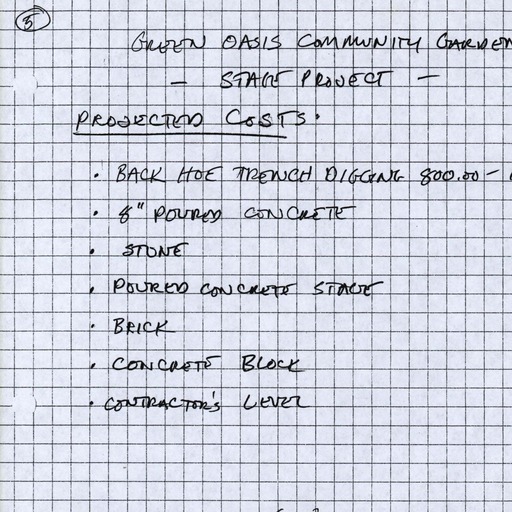 5
GREEN OASIS COMMUNITY GARDEN
— STAGE PROJECT —
PROJECTED COSTS.
• BACK HOE TRENCH DIGGING 800.00 —
• 8" POURED CONCRETE
• STONE
• POURED CONCRETE STAGE
• BRICK
• CONCRETE BLOCK
• CONTRACTOR'S LEVEL